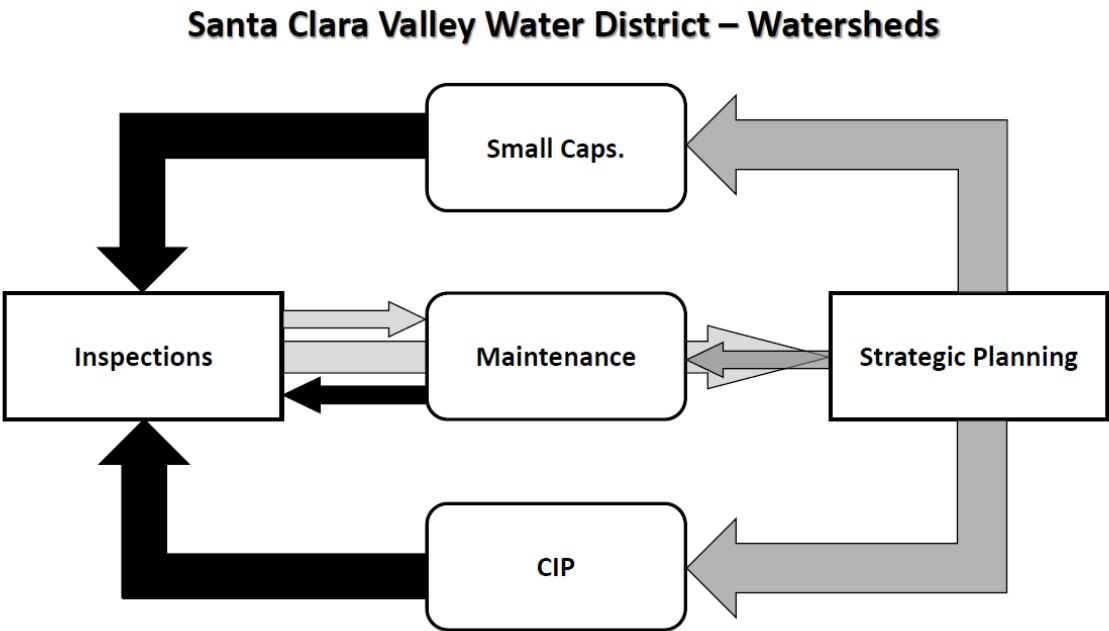 Santa Clara Valley Water District – Watersheds
Small Caps.
Inspections
Maintenance
Strategic Planning
CIP